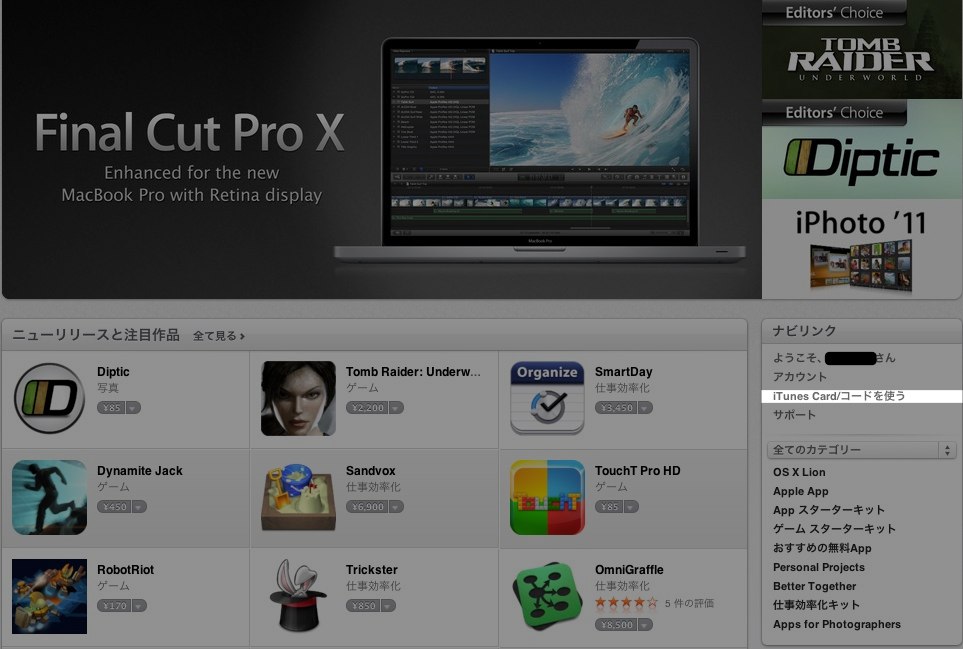 Final Cut Pro X
Enhanced for the new
MacBook Pro with Retina display
MacBook Pro
Editors' Choice
TOMB
RAIDER
UNDERWORLD
Editors' Choice
Diptic
iPhoto '11
ニューリリースと注目作品 全て見る
Diptic
写真
¥85
Tomb Raider: Underw...
ゲーム
¥2,200
Organize
SmartDay
仕事効率化
¥3,450
Dynamite Jack
ゲーム
¥450
Sandvox
仕事効率化
¥6,900
TouchT Pro HD
ゲーム
¥85
RobotRiot
ゲーム
¥170
Trickster
仕事効率化
¥850
OmniGraffle
仕事効率化
5 件の評価
¥8,500
ナビリンク
ようこそ、 さん
アカウント
iTunes Card/コードを使う
サポート
全てのカテゴリー
OS X Lion
Apple App
App スターターキット
ゲーム スターターキット
おすすめの無料App
Personal Projects
Better Together
仕事効率化キット
Apps for Photographers